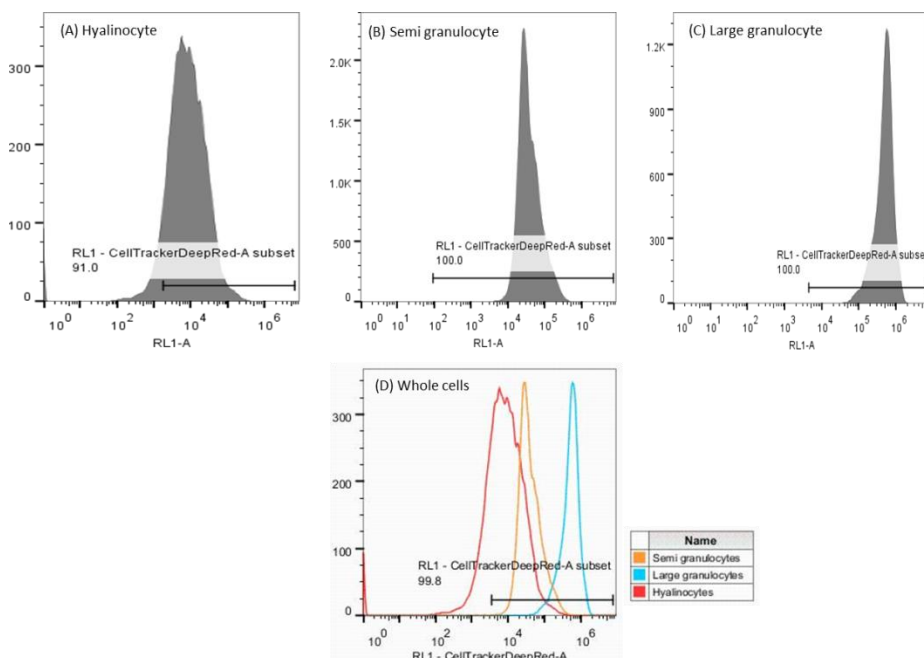 (A) Hyalinocyte
300
200
100
0
RL1 - CellTrackerDeepRed-A subset
91.0
10^0 10^2 10^4 10^6
RL1-A
(B) Semi granulocyte
2.0K
1.5K
1.0K
500
0
RL1 - CellTrackerDeepRed-A subset
100.0
10^0 10^1 10^2 10^3 10^4 10^5 10^6
RL1-A
(C) Large granulocyte
1.2K
900
600
300
0
RL1 - CellTrackerDeepRed-A subset
100.0
10^0 10^1 10^2 10^3 10^4 10^5 10^6
RL1-A
(D) Whole cells
300
200
100
0
RL1 - CellTrackerDeepRed-A subset
99.8
10^0 10^2 10^4 10^6
RL1 - CellTrackerDeepRed-A
Name
Semi granulocytes
Large granulocytes
Hyalinocytes